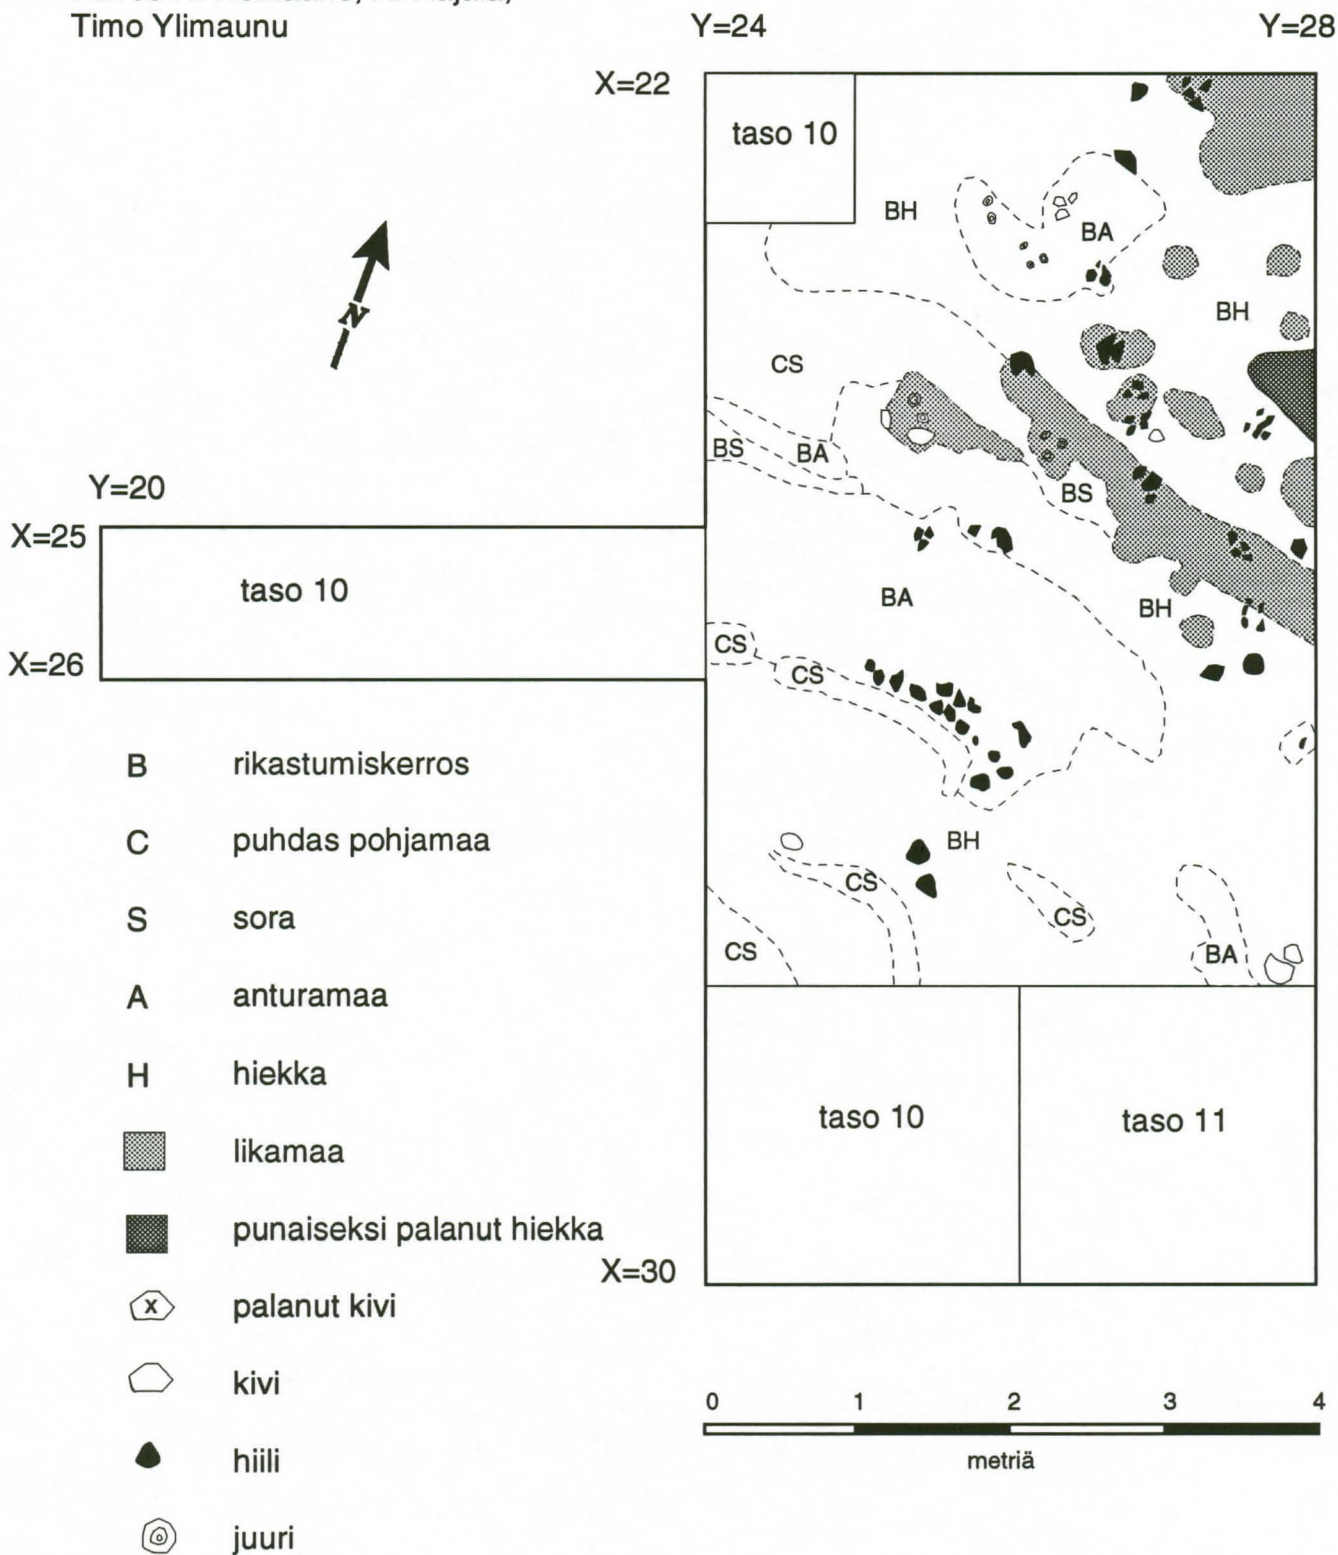 Timo Ylimaunu
Y=24 Y=28
X=22
taso 10
BH
BA
BH
CS
BS BA
BS
Y=20
X=25
taso 10
BA
BH
X=26
CS
CS
BH
CS
CS
CS
BA
taso 10 taso 11
X=30
N
B rikastumiskerros
C puhdas pohjamaa
S sora
A anturamaa
H hiekka
likamaa
punaiseksi palanut hiekka
x palanut kivi
kivi
hiili
juuri
0 1 2 3 4
metriä